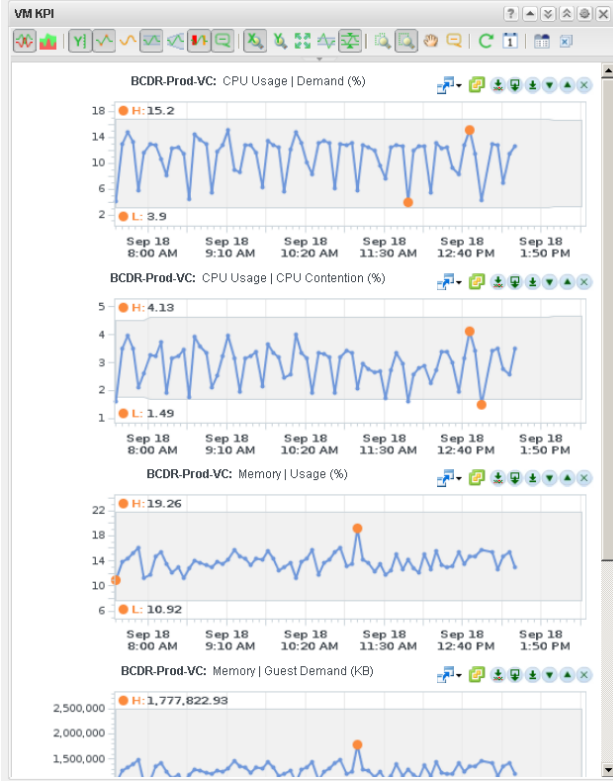 VM KPI
BCDR-Prod-VC: CPU Usage | Demand (%)
18
14
10
6
2
H: 15.2
L: 3.9
Sep 18 Sep 18 Sep 18 Sep 18 Sep 18 Sep 18
8:00 AM 9:10 AM 10:20 AM 11:30 AM 12:40 PM 1:50 PM
BCDR-Prod-VC: CPU Usage | CPU Contention (%)
5
4
3
2
1
H: 4.13
L: 1.49
Sep 18 Sep 18 Sep 18 Sep 18 Sep 18 Sep 18
8:00 AM 9:10 AM 10:20 AM 11:30 AM 12:40 PM 1:50 PM
BCDR-Prod-VC: Memory | Usage (%)
22
18
14
10
6
H: 19.26
L: 10.92
Sep 18 Sep 18 Sep 18 Sep 18 Sep 18 Sep 18
8:00 AM 9:10 AM 10:20 AM 11:30 AM 12:40 PM 1:50 PM
BCDR-Prod-VC: Memory | Guest Demand (KB)
2,500,000
2,000,000
1,500,000
H: 1,777,822.93